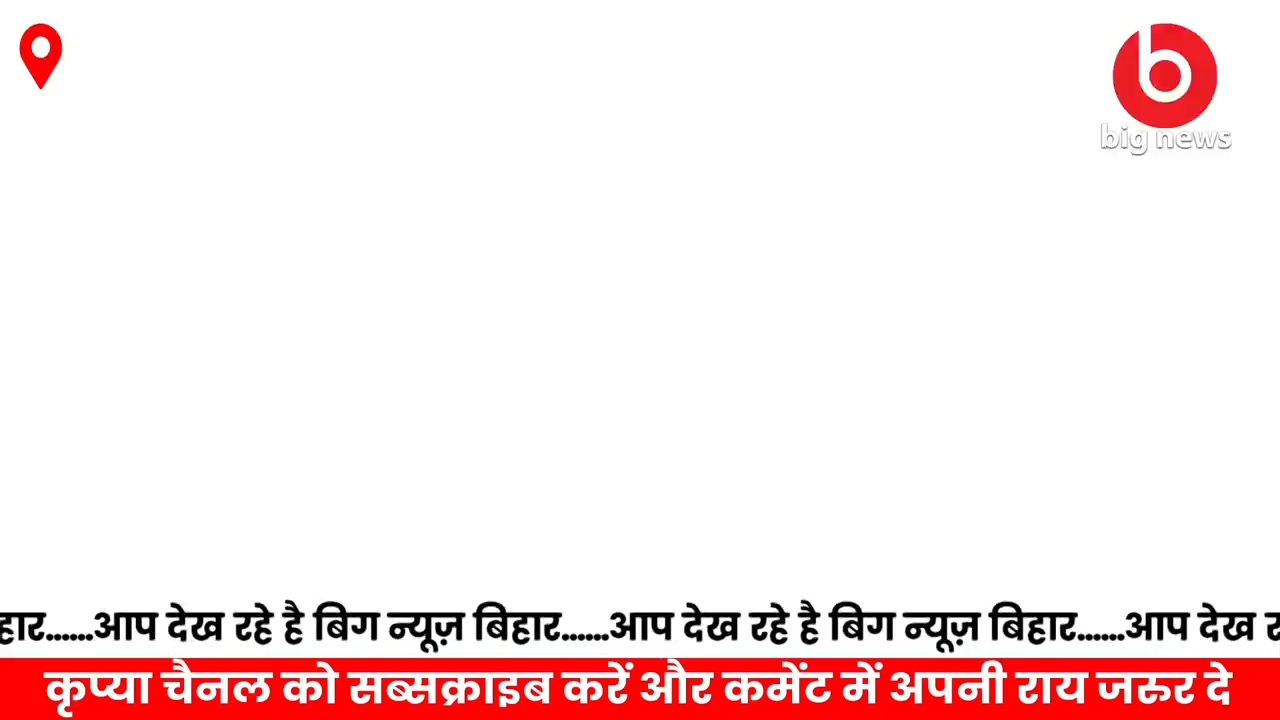 big news
हार......आप देख रहे है बिग न्यूज़ बिहार......आप देख रहे है बिग न्यूज़ बिहार......आप देख
कृप्या चैनल को सब्सक्राइब करें और कमेंट में अपनी राय जरुर दे